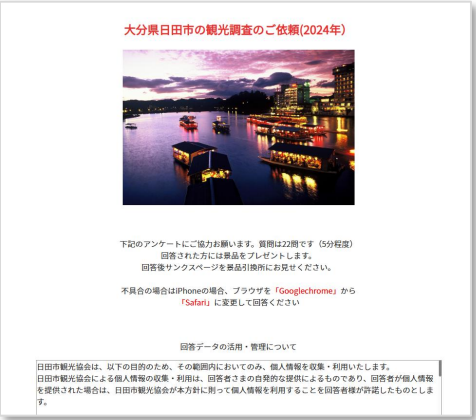 大分県日田市の観光調査のご依頼(2024年）
下記のアンケートにご協力お願います。質問は22問です（5分程度）
回答された方には景品をプレゼントします。
回答後サンクスページを景品引換所にお見せください。
不具合の場合はiPhoneの場合、ブラウザを「Googlechrome」から
「Safari」に変更して回答ください
回答データの活用・管理について
日田市観光協会は、以下の目的のため、その範囲内においてのみ、個人情報を収集・利用いたします。
日田市観光協会による個人情報の収集・利用は、回答者さまの自発的な提供によるものであり、回答者が個人情報
を提供された場合は、日田市観光協会が本方針に則って個人情報を利用することを回答者様が許諾したものとしま
す。